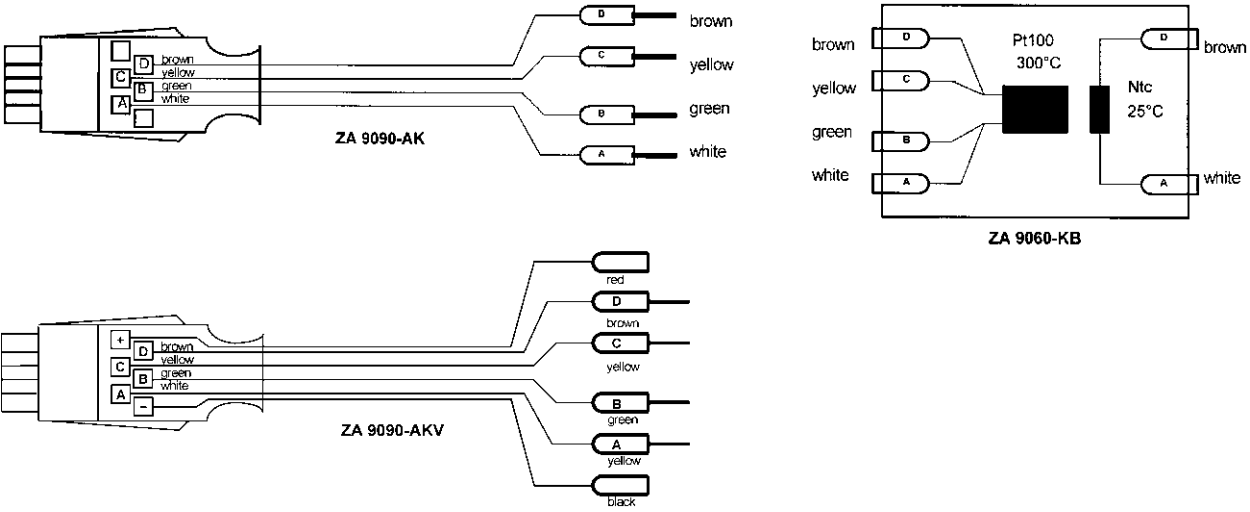 D
brown
C
yellow
B
green
A
white
D
brown
C
yellow
B
green
A
white
ZA 9090-AK
D
brown
C
yellow
B
green
A
white
Pt100
300°C
Ntc
25°C
D
brown
A
white
ZA 9060-KB
+
D
brown
C
yellow
B
green
A
white
–
red
D
brown
C
yellow
B
green
A
yellow
black
ZA 9090-AKV